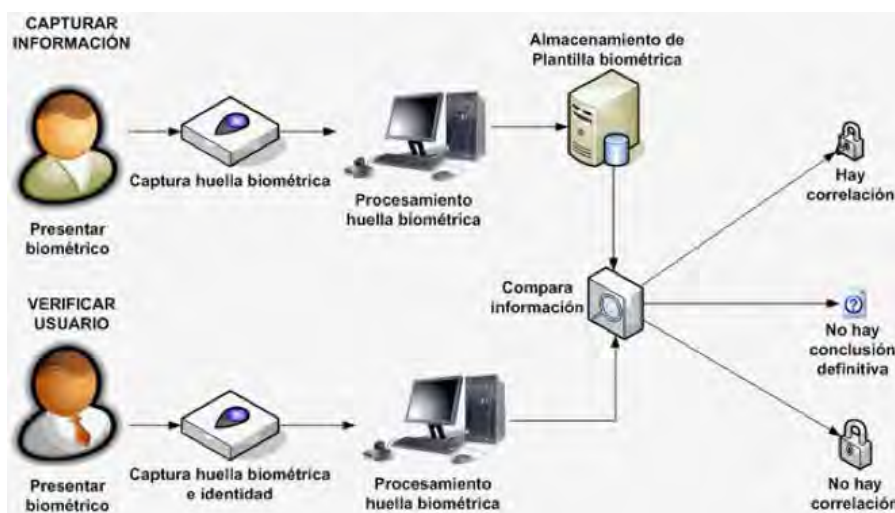 CAPTURAR
INFORMACIÓN
Presentar
biométrico
Captura huella biométrica
Procesamiento
huella biométrica
Almacenamiento de
Plantilla biométrica
Hay
correlación
Compara
información
No hay
conclusión
definitiva
No hay
correlación
VERIFICAR
USUARIO
Presentar
biométrico
Captura huella biométrica
e identidad
Procesamiento
huella biométrica